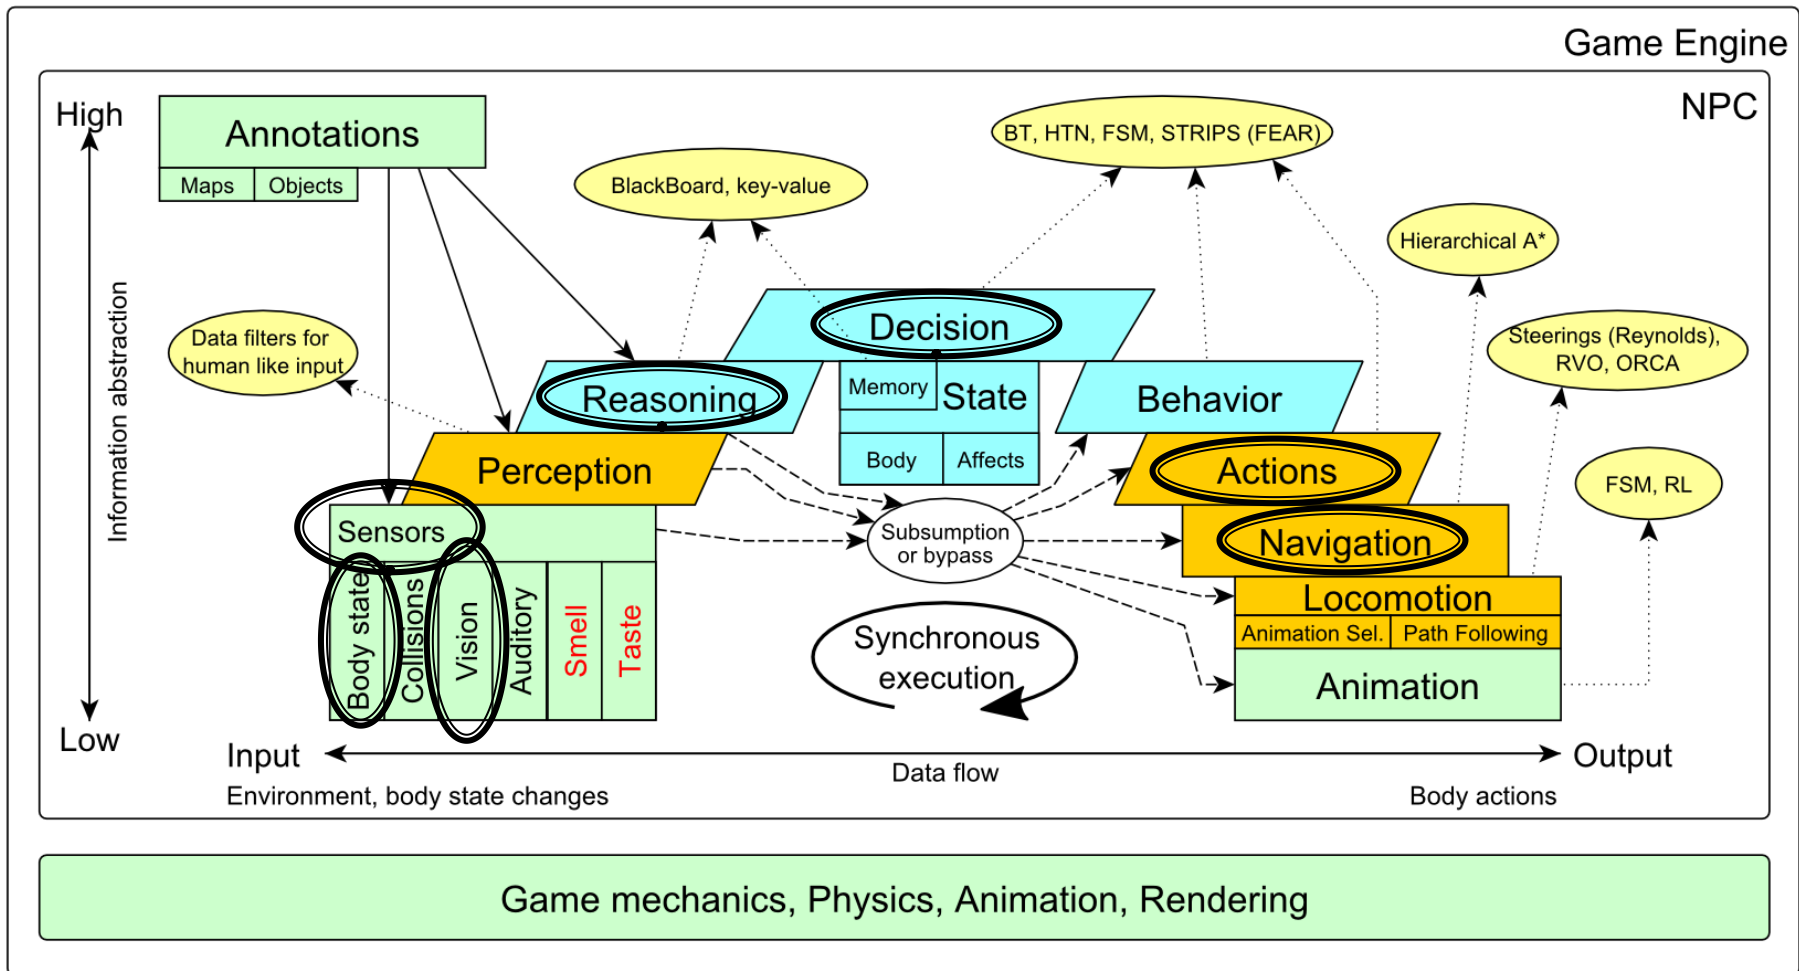 Game Engine
NPC
High
Annotations
Maps
Objects
BlackBoard, key-value
BT, HTN, FSM, STRIPS (FEAR)
Hierarchical A*
Information abstraction
Data filters for
human like input
Decision
Steerings (Reynolds),
RVO, ORCA
Reasoning
Memory
State
Behavior
Perception
Body
Affects
Actions
FSM, RL
Sensors
Subsumption
or bypass
Navigation
Body state
Collisions
Vision
Auditory
Smell
Taste
Locomotion
Animation Sel.
Path Following
Synchronous
execution
Animation
Low
Input
Data flow
Output
Environment, body state changes
Body actions
Game mechanics, Physics, Animation, Rendering